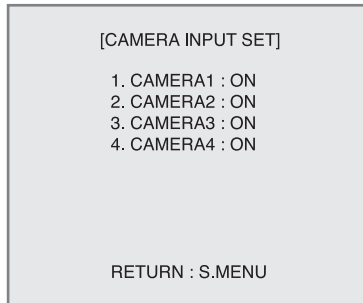 [CAMERA INPUT SET]
1. CAMERA1 : ON
2. CAMERA2 : ON
3. CAMERA3 : ON
4. CAMERA4 : ON
RETURN : S.MENU